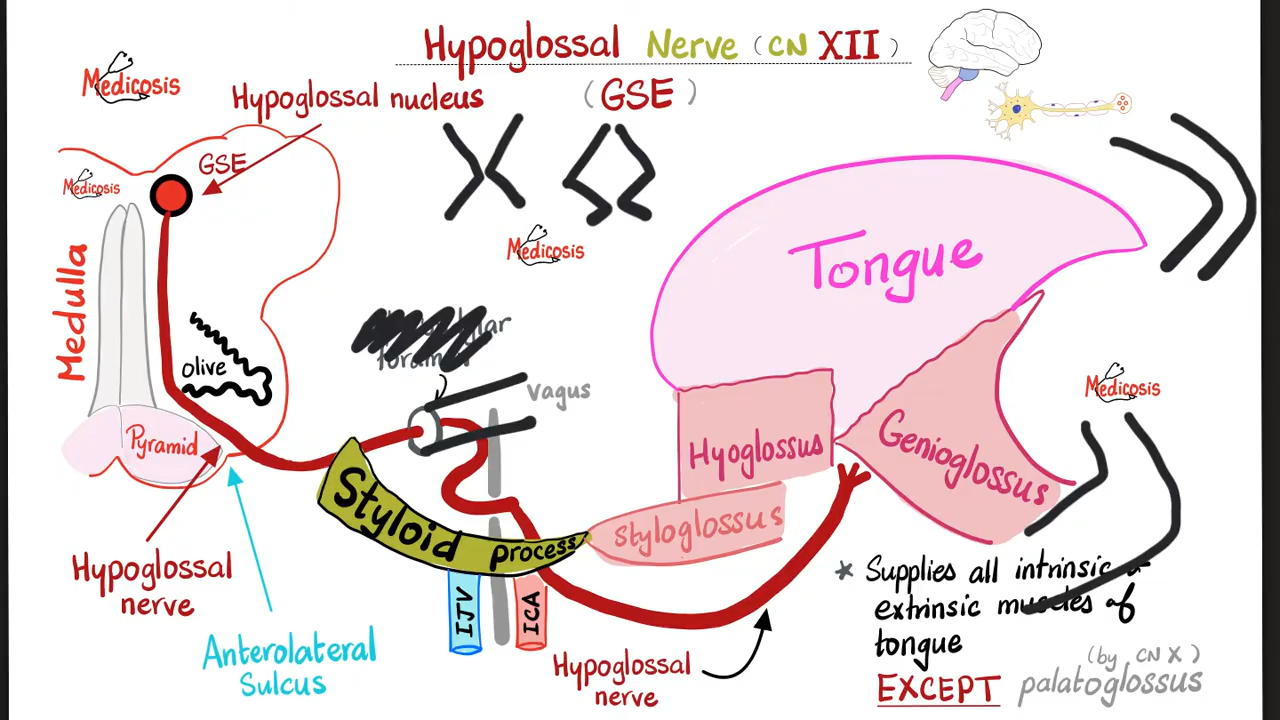 Hypoglossal Nerve (CN XII)
(GSE)
Medicosis
Hypoglossal nucleus
GSE
Medicosis
Medicosis
Medulla
olive
Pyramid
Tongue
Vagus
Hyoglossus
Genioglossus
Medicosis
Styloid process
Styloglossus
IJV
ICA
Hypoglossal
nerve
Anterolateral
Sulcus
Hypoglossal
nerve
* Supplies all intrinsic
extrinsic muscles of
tongue
EXCEPT palatoglossus
(by CN X)